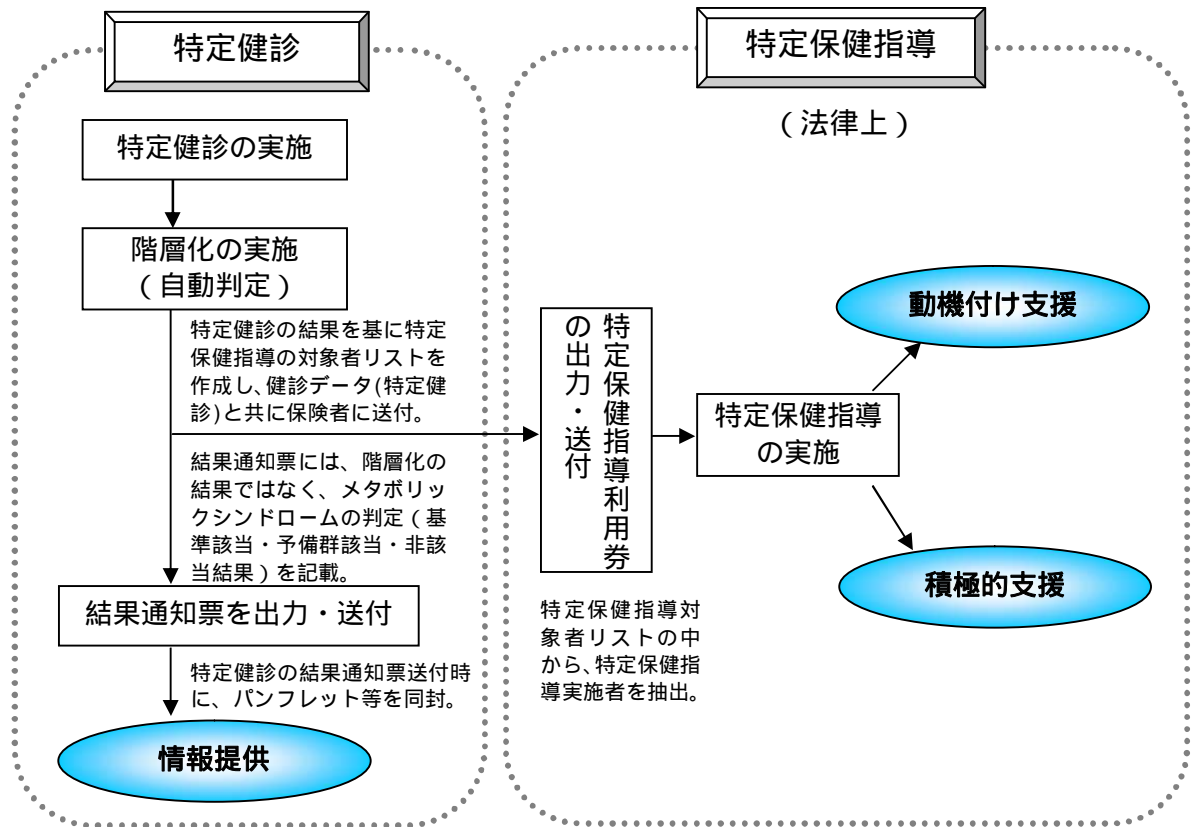 特定健診
特定健診の実施
階層化の実施
(自動判定)
特定健診の結果を基に特定
保健指導の対象者リストを
作成し、健診データ(特定健
診)と共に保険者に送付。
結果通知票には、階層化の
結果ではなく、メタボリッ
クシンドロームの判定(基
準該当・予備群該当・非該
当結果)を記載。
結果通知票を出力・送付
特定健診の結果通知票送付時
に、パンフレット等を同封。
情報提供
特定保健指導
(法律上)
特定保健指導利用券
の出力・送付
特定保健指導対
象者リストの中
から、特定保健指
導実施者を抽出。
特定保健指導
の実施
動機付け支援
積極的支援